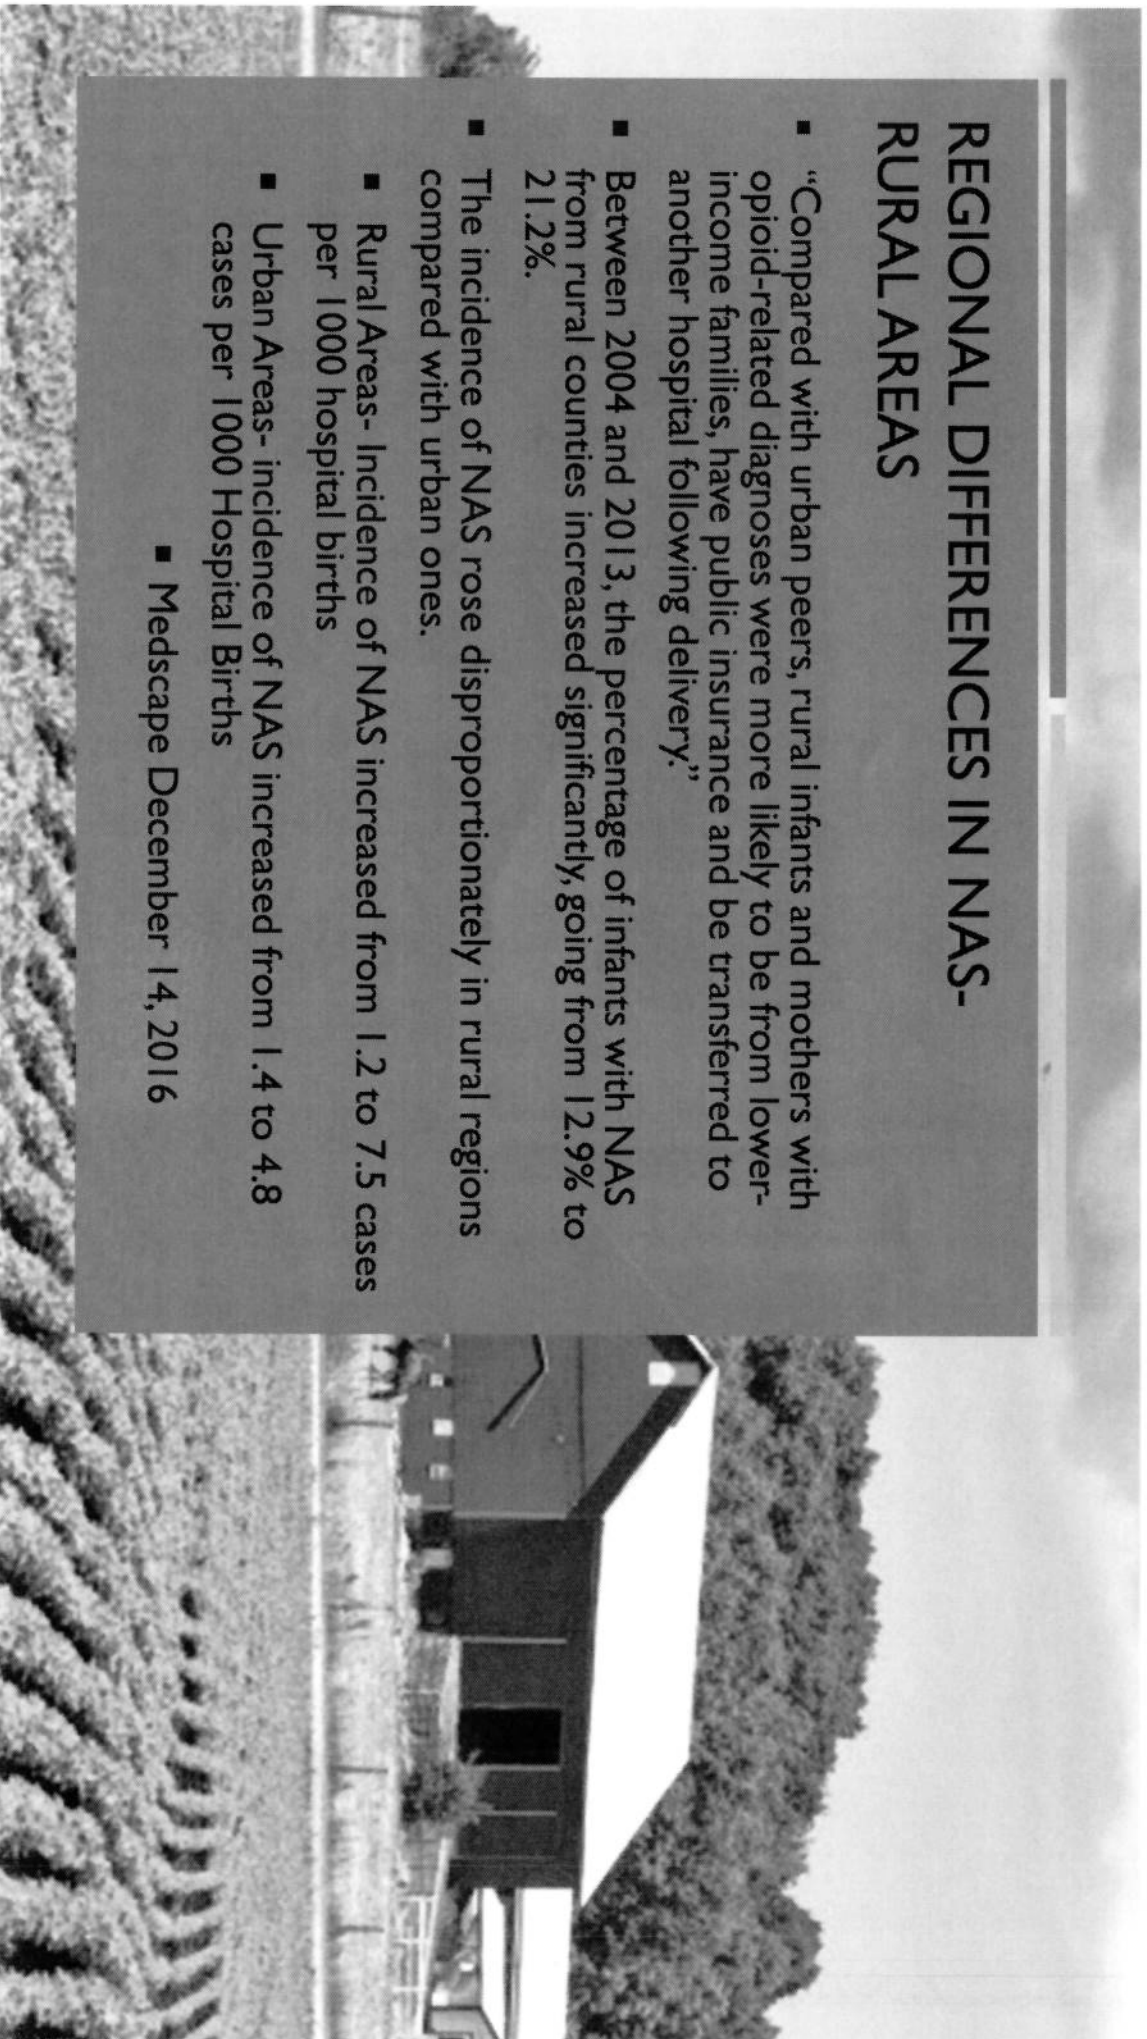 REGIONAL DIFFERENCES IN NAS-
RURAL AREAS
▪ “Compared with urban peers, rural infants and mothers with
opioid-related diagnoses were more likely to be from lower-
income families, have public insurance and be transferred to
another hospital following delivery.”
▪ Between 2004 and 2013, the percentage of infants with NAS
from rural counties increased significantly, going from 12.9% to
21.2%.
▪ The incidence of NAS rose disproportionately in rural regions
compared with urban ones.
▪ Rural Areas- Incidence of NAS increased from 1.2 to 7.5 cases
per 1000 hospital births
▪ Urban Areas- incidence of NAS increased from 1.4 to 4.8
cases per 1000 Hospital Births
▪ Medscape December 14, 2016